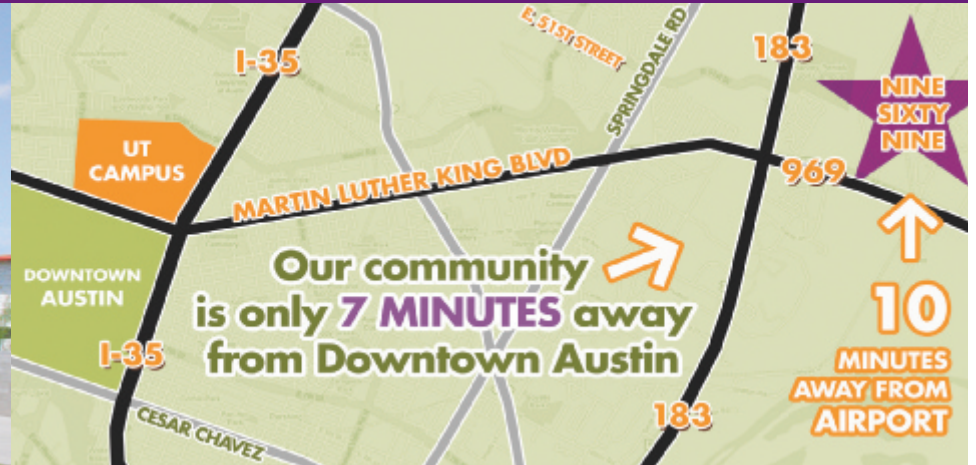 E. 51ST STREET
SPRINGDALE RD
I-35
183
NINE
SIXTY
NINE
UT
CAMPUS
MARTIN LUTHER KING BLVD
969
DOWNTOWN
AUSTIN
Our community
is only 7 MINUTES away
from Downtown Austin
10
MINUTES
AWAY FROM
AIRPORT
I-35
183
CESAR CHAVEZ